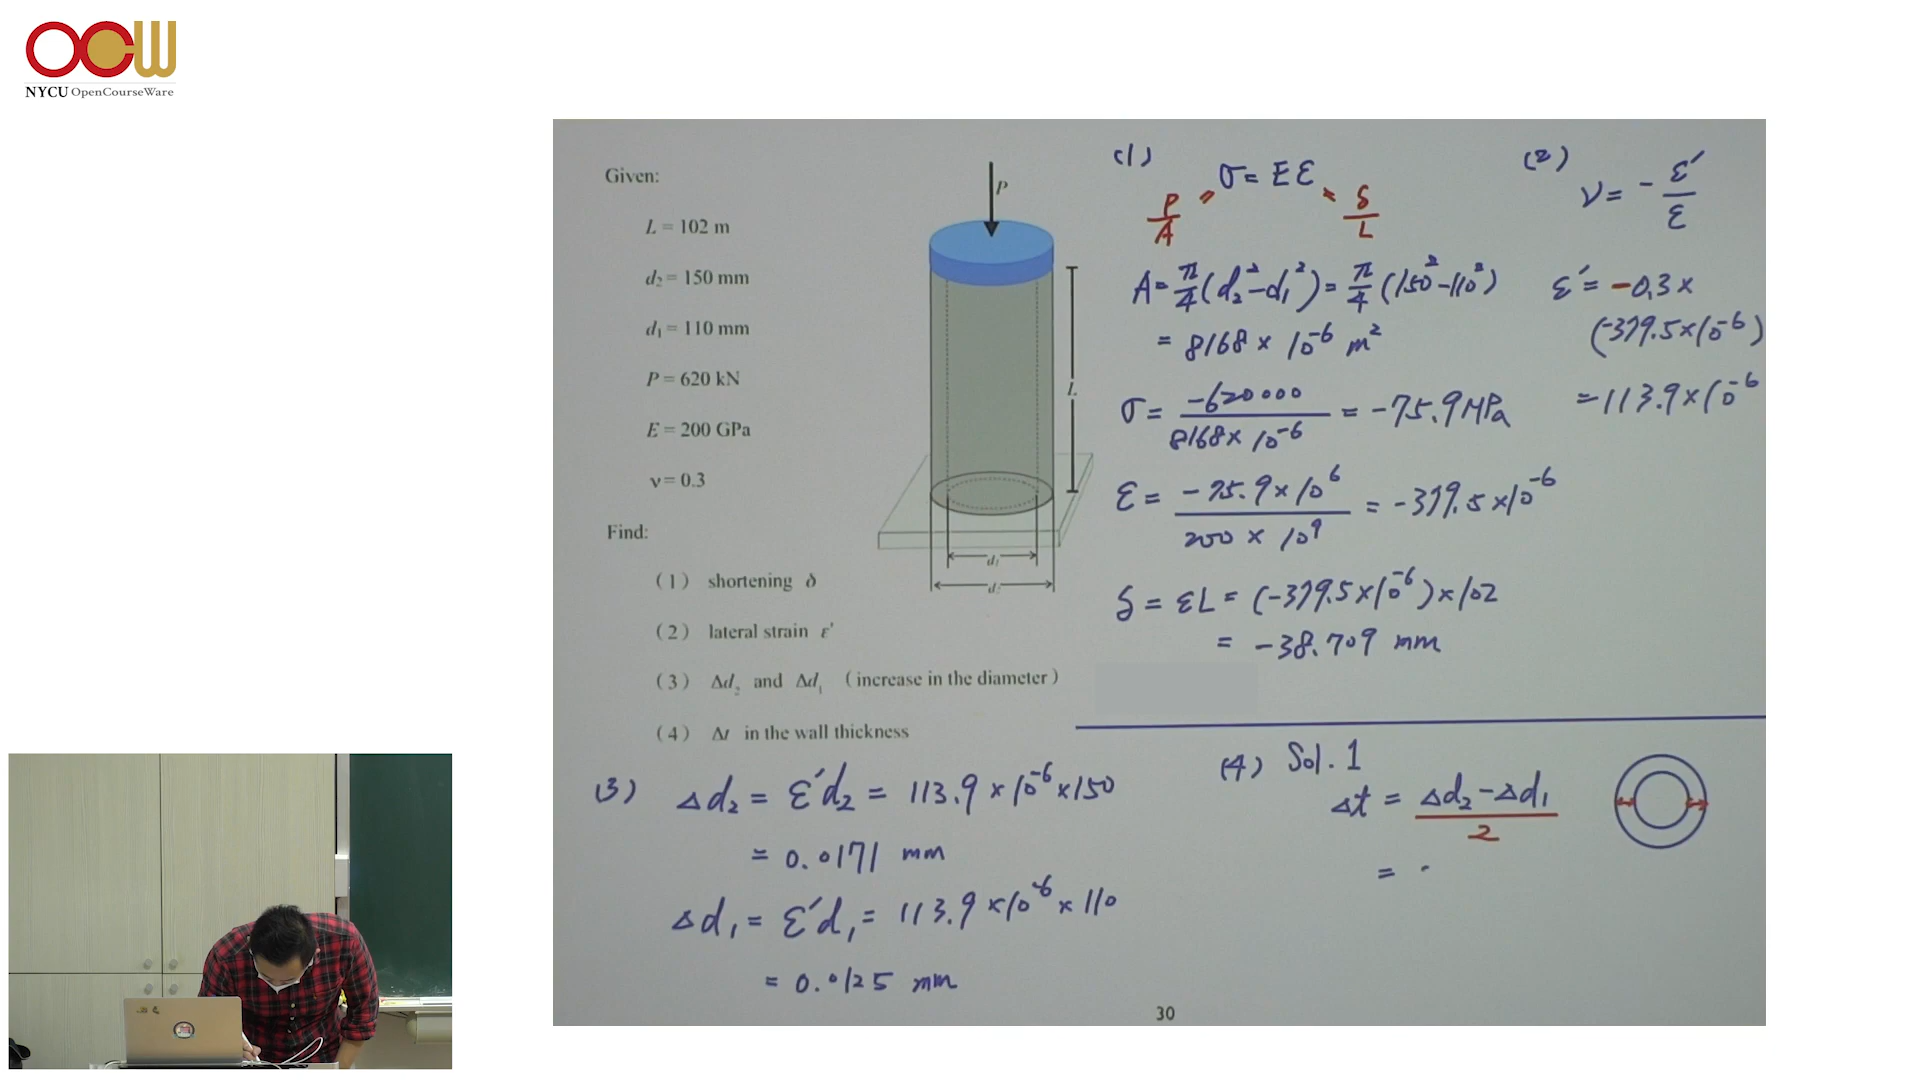 OCW
NYCU OpenCourseWare
Given:
L = 102 m
d₂ = 150 mm
d₁ = 110 mm
P = 620 kN
E = 200 GPa
ν = 0.3
Find:
(1) shortening δ
(2) lateral strain ε'
(3) Δd₂ and Δd₁ (increase in the diameter)
(4) Δt in the wall thickness
P
L
d₁
d₂
(1)
σ = Eε
P/A = = δ/L
A = π/4 (d₂² - d₁²) = π/4 (150² - 110²)
= 8168 × 10⁻⁶ m²
σ = -620000 / 8168 × 10⁻⁶ = -75.9 MPa
ε = -75.9 × 10⁶ / 200 × 10⁹ = -379.5 × 10⁻⁶
δ = εL = (-379.5 × 10⁻⁶) × 102
= -38.709 mm
(2)
ν = - ε'/ε
ε' = -0.3 ×
(-379.5 × 10⁻⁶)
= 113.9 × 10⁻⁶
(3) Δd₂ = ε'd₂ = 113.9 × 10⁻⁶ × 150
= 0.0171 mm
Δd₁ = ε'd₁ = 113.9 × 10⁻⁶ × 110
= 0.0125 mm
(4) Sol. 1
Δt = Δd₂ - Δd₁ / 2
=
30